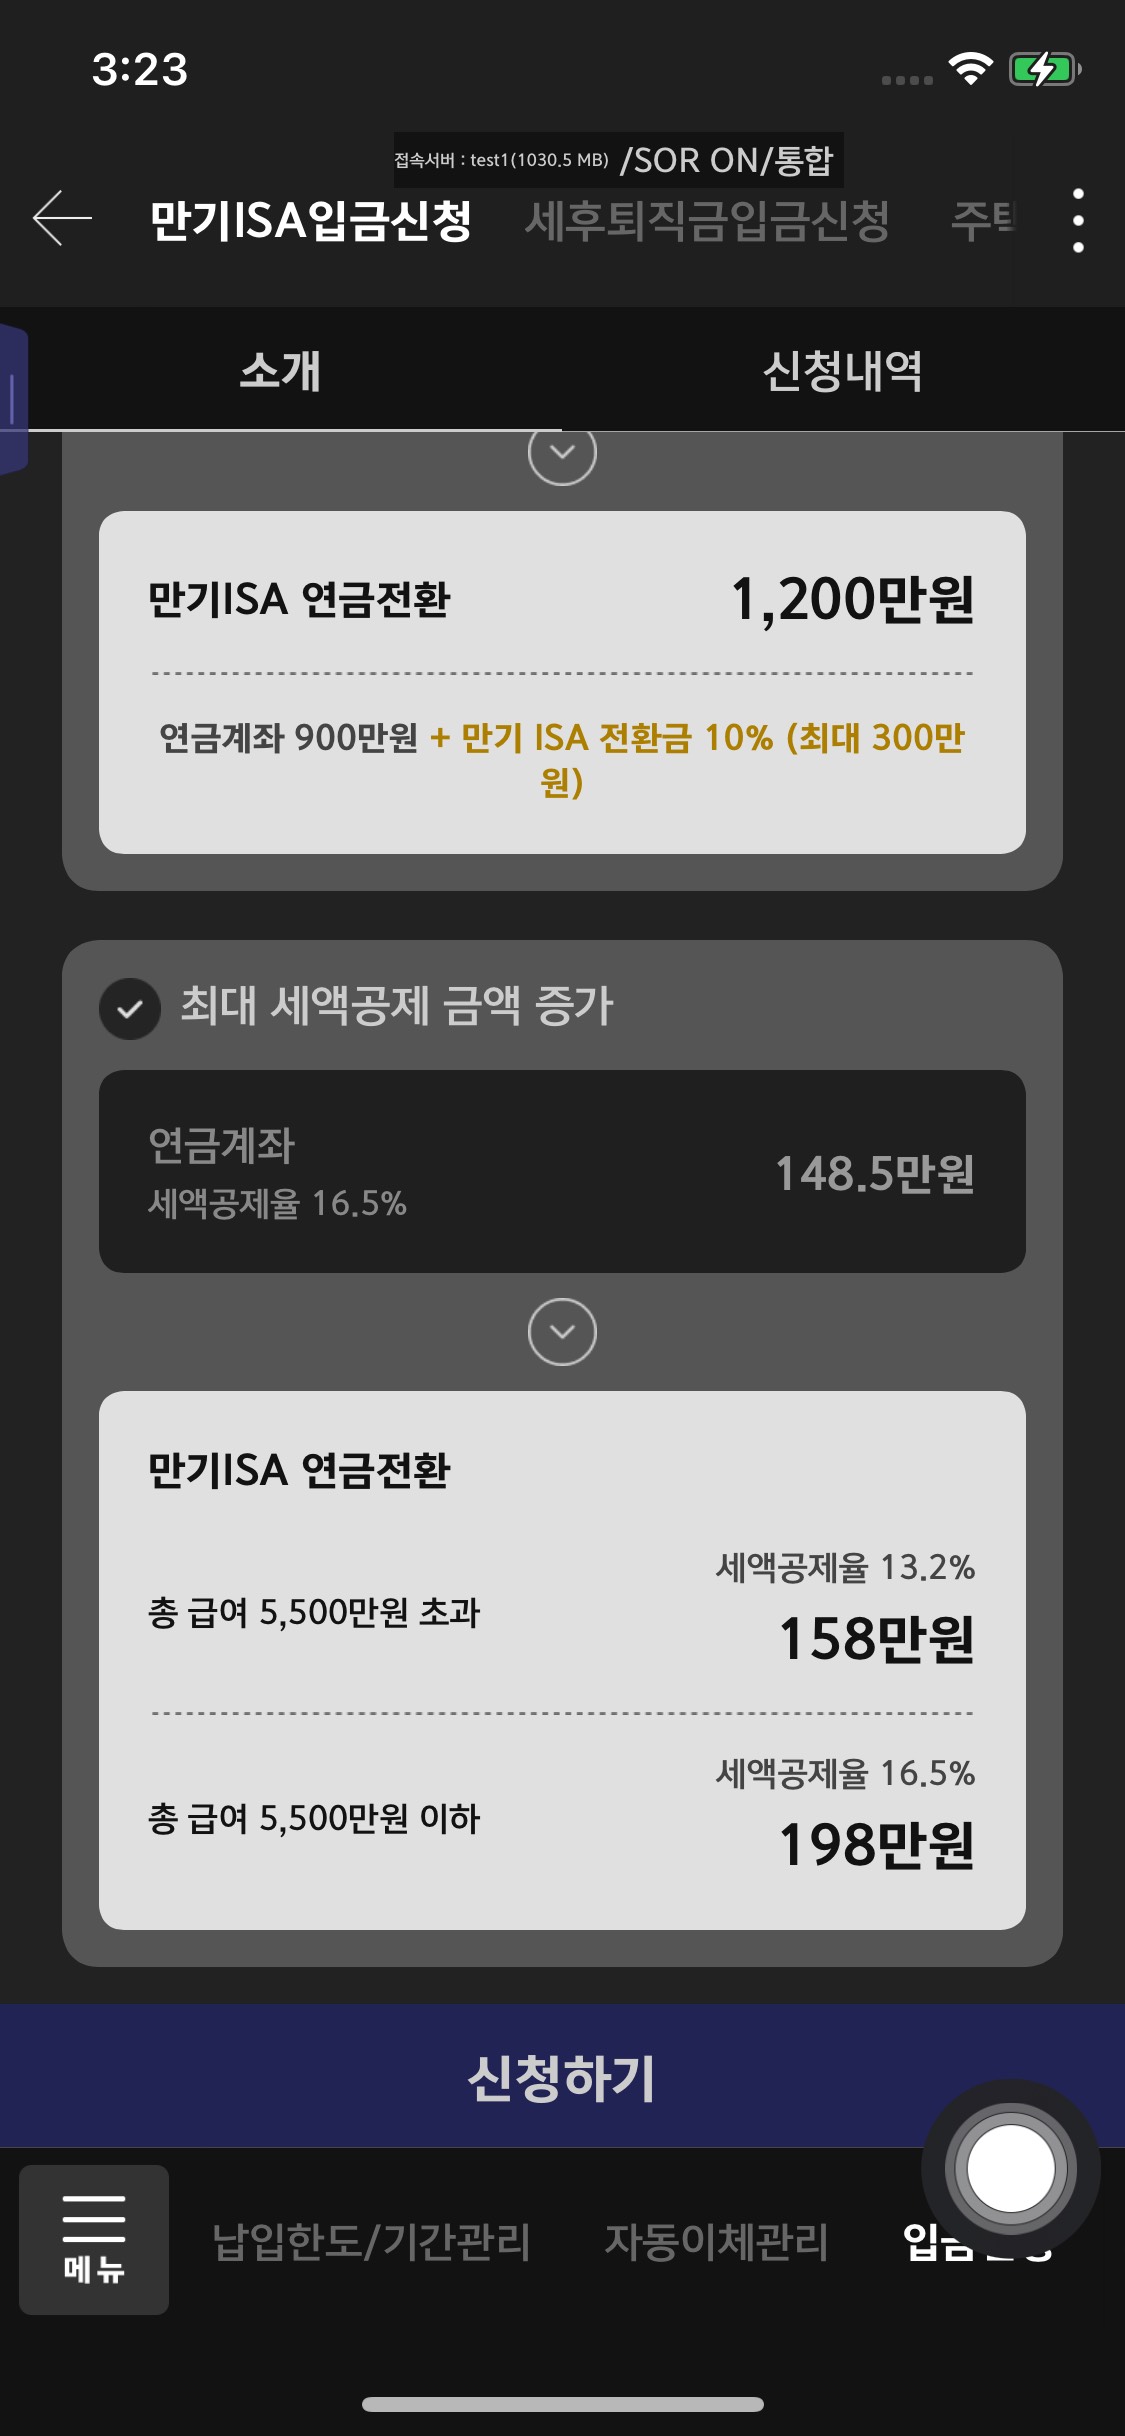 3:23
접속서버 : test1(1030.5 MB) /SOR ON/통합
만기ISA입금신청 세후퇴직금입금신청 주택
소개 신청내역
만기ISA 연금전환 1,200만원
연금계좌 900만원 + 만기 ISA 전환금 10% (최대 300만
원)
최대 세액공제 금액 증가
연금계좌
세액공제율 16.5%
148.5만원
만기ISA 연금전환
세액공제율 13.2%
총 급여 5,500만원 초과
158만원
세액공제율 16.5%
총 급여 5,500만원 이하
198만원
신청하기
메뉴
납입한도/기간관리 자동이체관리